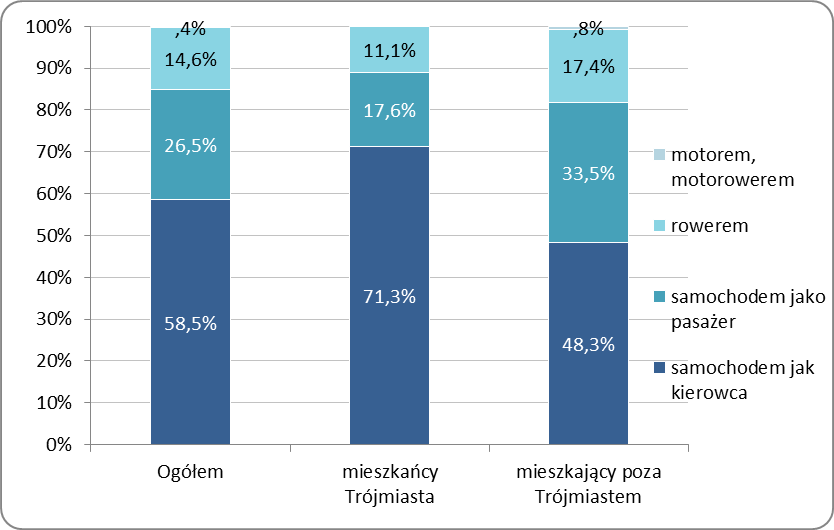 100%
90%
80%
70%
60%
50%
40%
30%
20%
10%
0%
,4%
14,6%
26,5%
58,5%
11,1%
17,6%
71,3%
,8%
17,4%
33,5%
48,3%
Ogółem
mieszkańcy
Trójmiasta
mieszkający poza
Trójmiastem
motorem,
motorowerem
rowerem
samochodem jako
pasażer
samochodem jak
kierowca